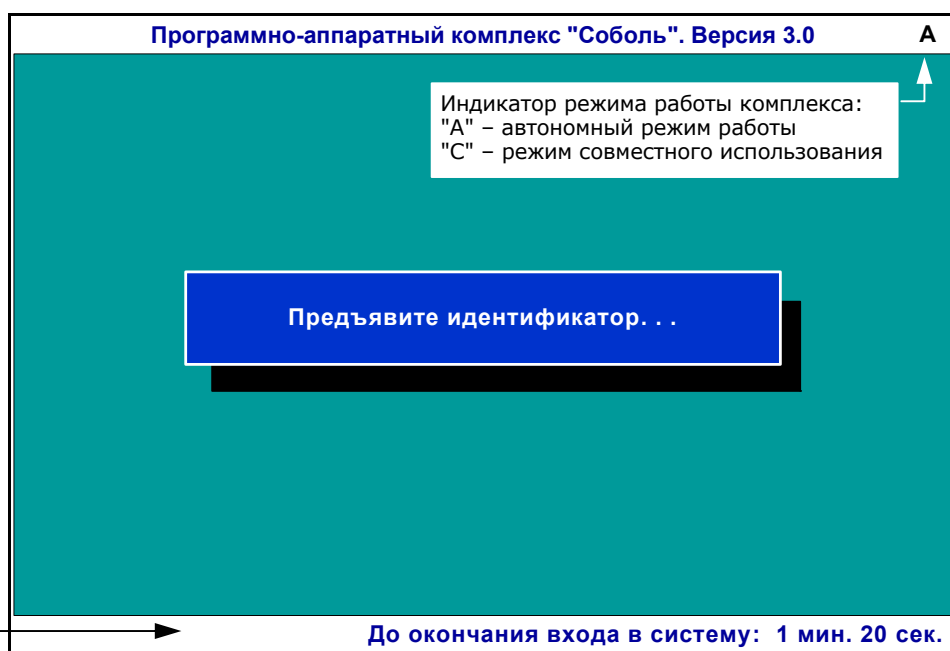 Программно-аппаратный комплекс "Соболь". Версия 3.0 А
Индикатор режима работы комплекса:
"А" – автономный режим работы
"С" – режим совместного использования
Предъявите идентификатор. . .
До окончания входа в систему: 1 мин. 20 сек.